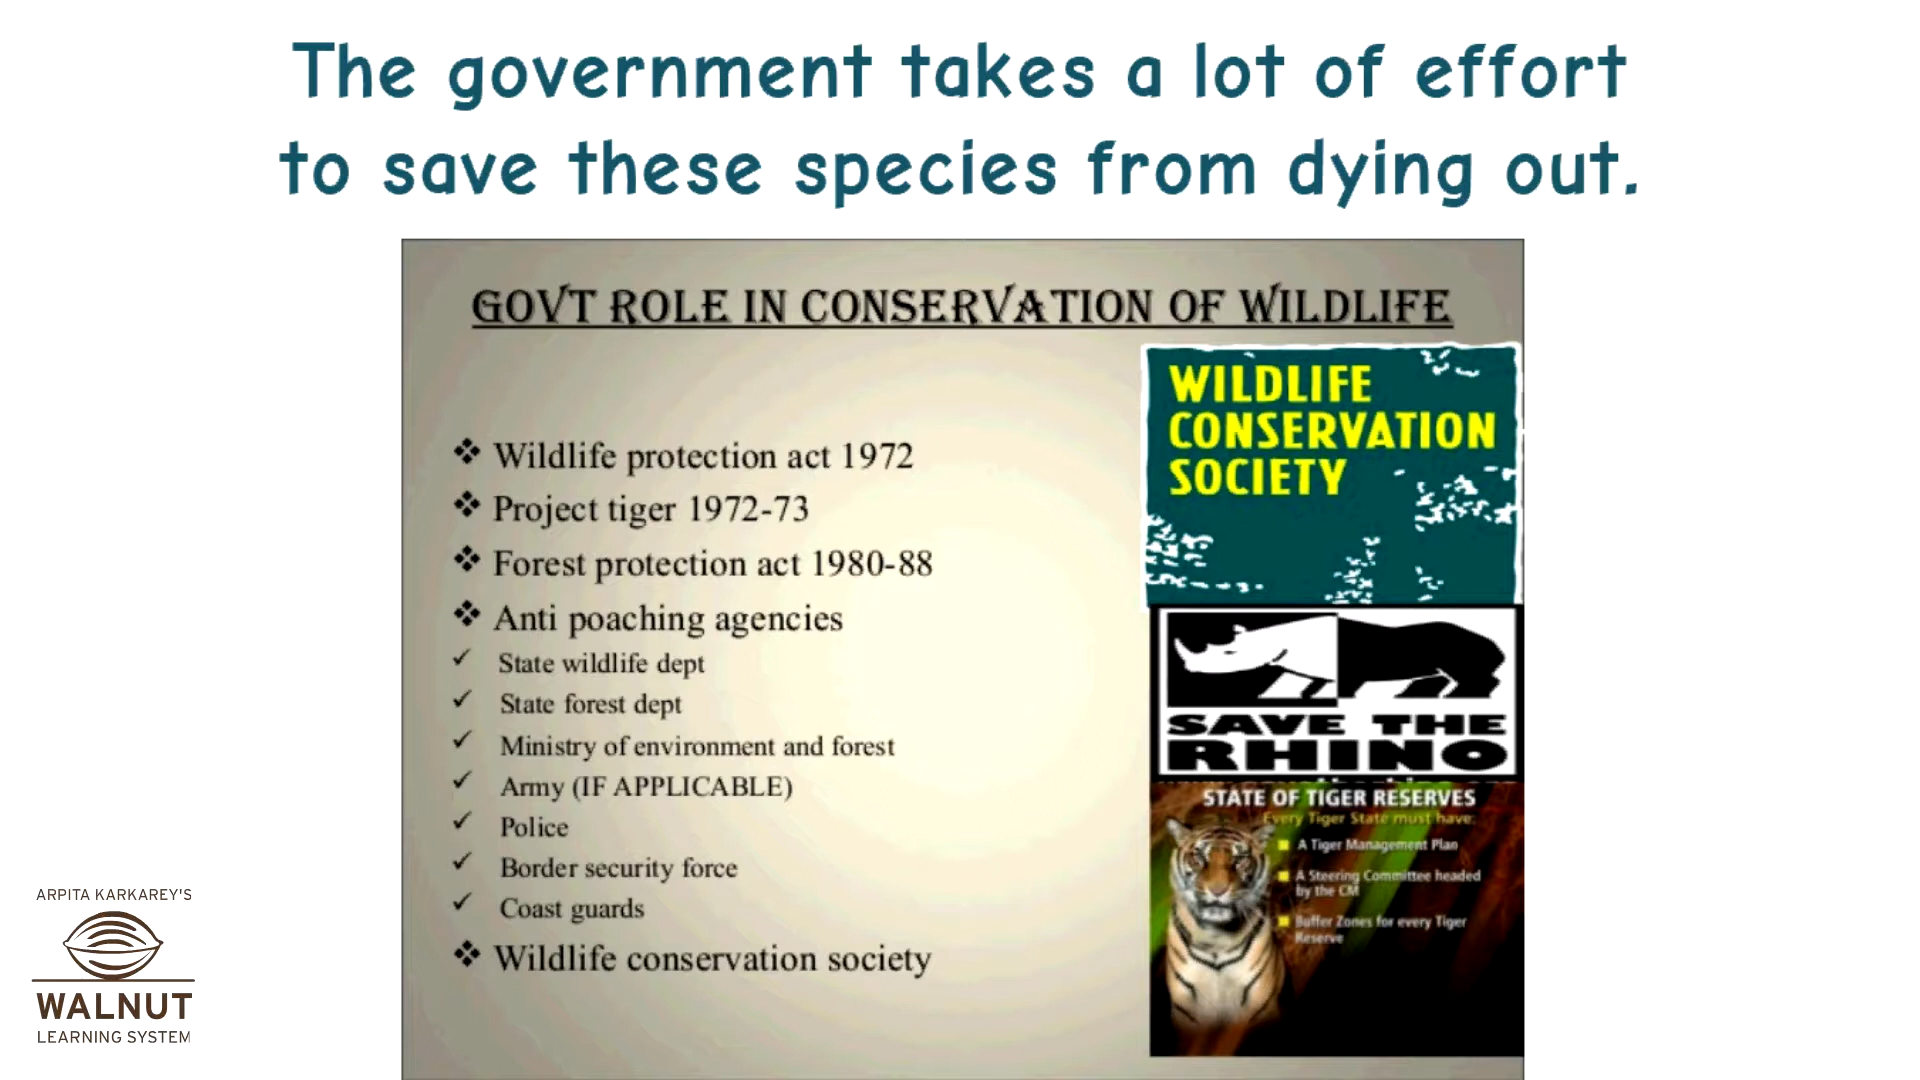 The government takes a lot of effort
to save these species from dying out.
GOVT ROLE IN CONSERVATION OF WILDLIFE
❖ Wildlife protection act 1972
❖ Project tiger 1972-73
❖ Forest protection act 1980-88
❖ Anti poaching agencies
✓ State wildlife dept
✓ State forest dept
✓ Ministry of environment and forest
✓ Army (IF APPLICABLE)
✓ Police
✓ Border security force
✓ Coast guards
❖ Wildlife conservation society
WILDLIFE
CONSERVATION
SOCIETY
SAVE THE
RHINO
STATE OF TIGER RESERVES
Every Tiger State must have:
A Tiger Management Plan
A Steering Committee headed
by the CM
Buffer Zones for every Tiger
Reserve
ARPITA KARKAREY'S
WALNUT
LEARNING SYSTEM